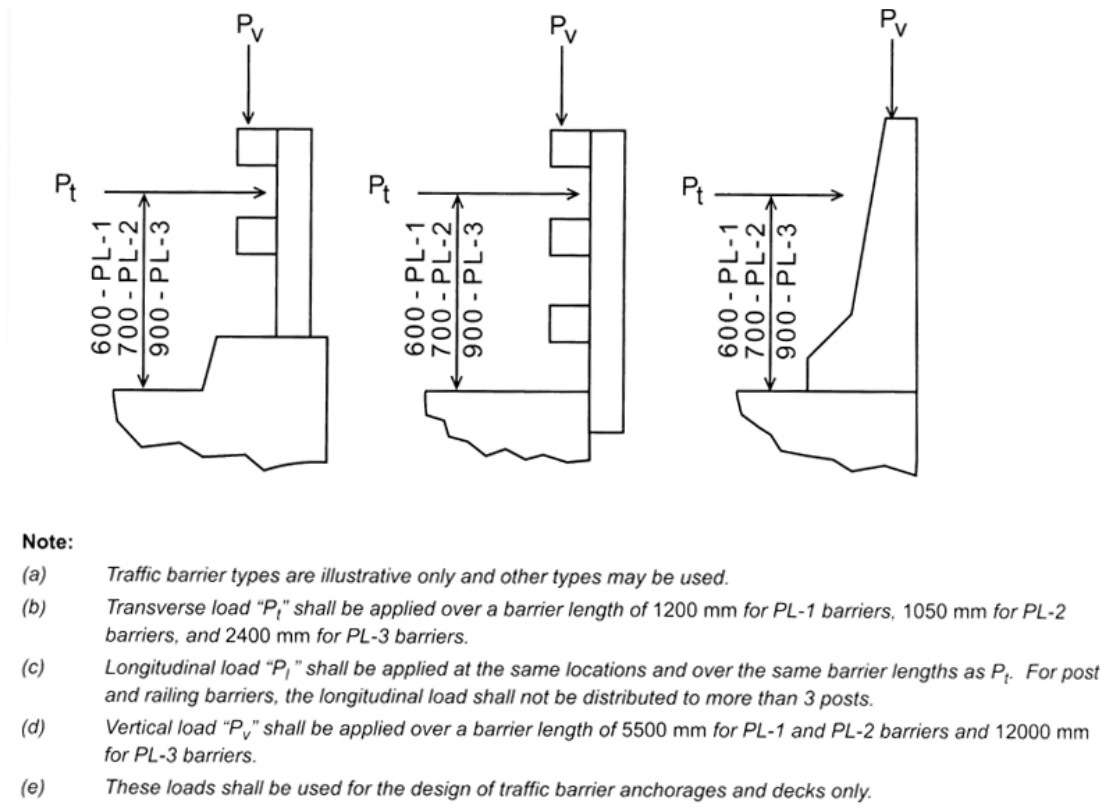 Pv
Pt
600 - PL-1
700 - PL-2
900 - PL-3
Pv
Pt
600 - PL-1
700 - PL-2
900 - PL-3
Pv
Pt
600 - PL-1
700 - PL-2
900 - PL-3
Note:
(a) Traffic barrier types are illustrative only and other types may be used.
(b) Transverse load “Pt” shall be applied over a barrier length of 1200 mm for PL-1 barriers, 1050 mm for PL-2
barriers, and 2400 mm for PL-3 barriers.
(c) Longitudinal load “Pl” shall be applied at the same locations and over the same barrier lengths as Pt. For post
and railing barriers, the longitudinal load shall not be distributed to more than 3 posts.
(d) Vertical load “Pv” shall be applied over a barrier length of 5500 mm for PL-1 and PL-2 barriers and 12000 mm
for PL-3 barriers.
(e) These loads shall be used for the design of traffic barrier anchorages and decks only.